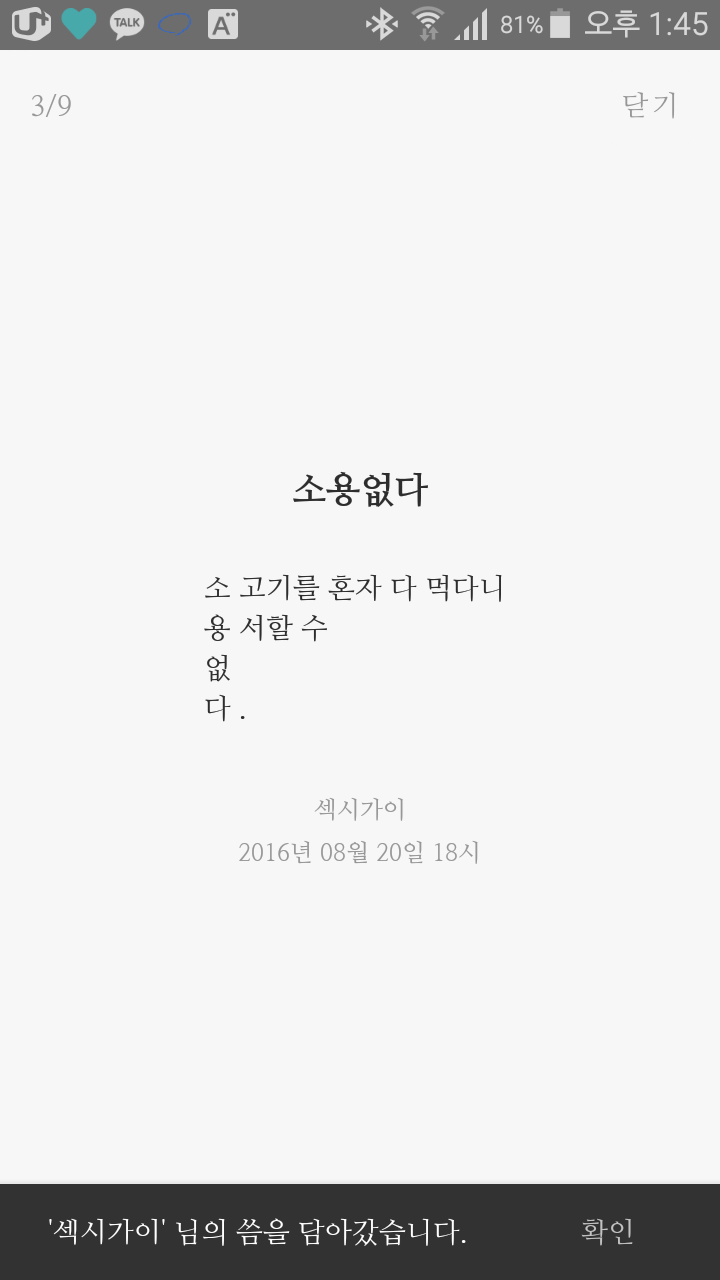 TALK
81%
오후 1:45
3/9
닫기
소용없다
소 고기를 혼자 다 먹다니
용 서할 수
없
다 .
섹시가이
2016년 08월 20일 18시
'섹시가이' 님의 씀을 담아갔습니다.
확인